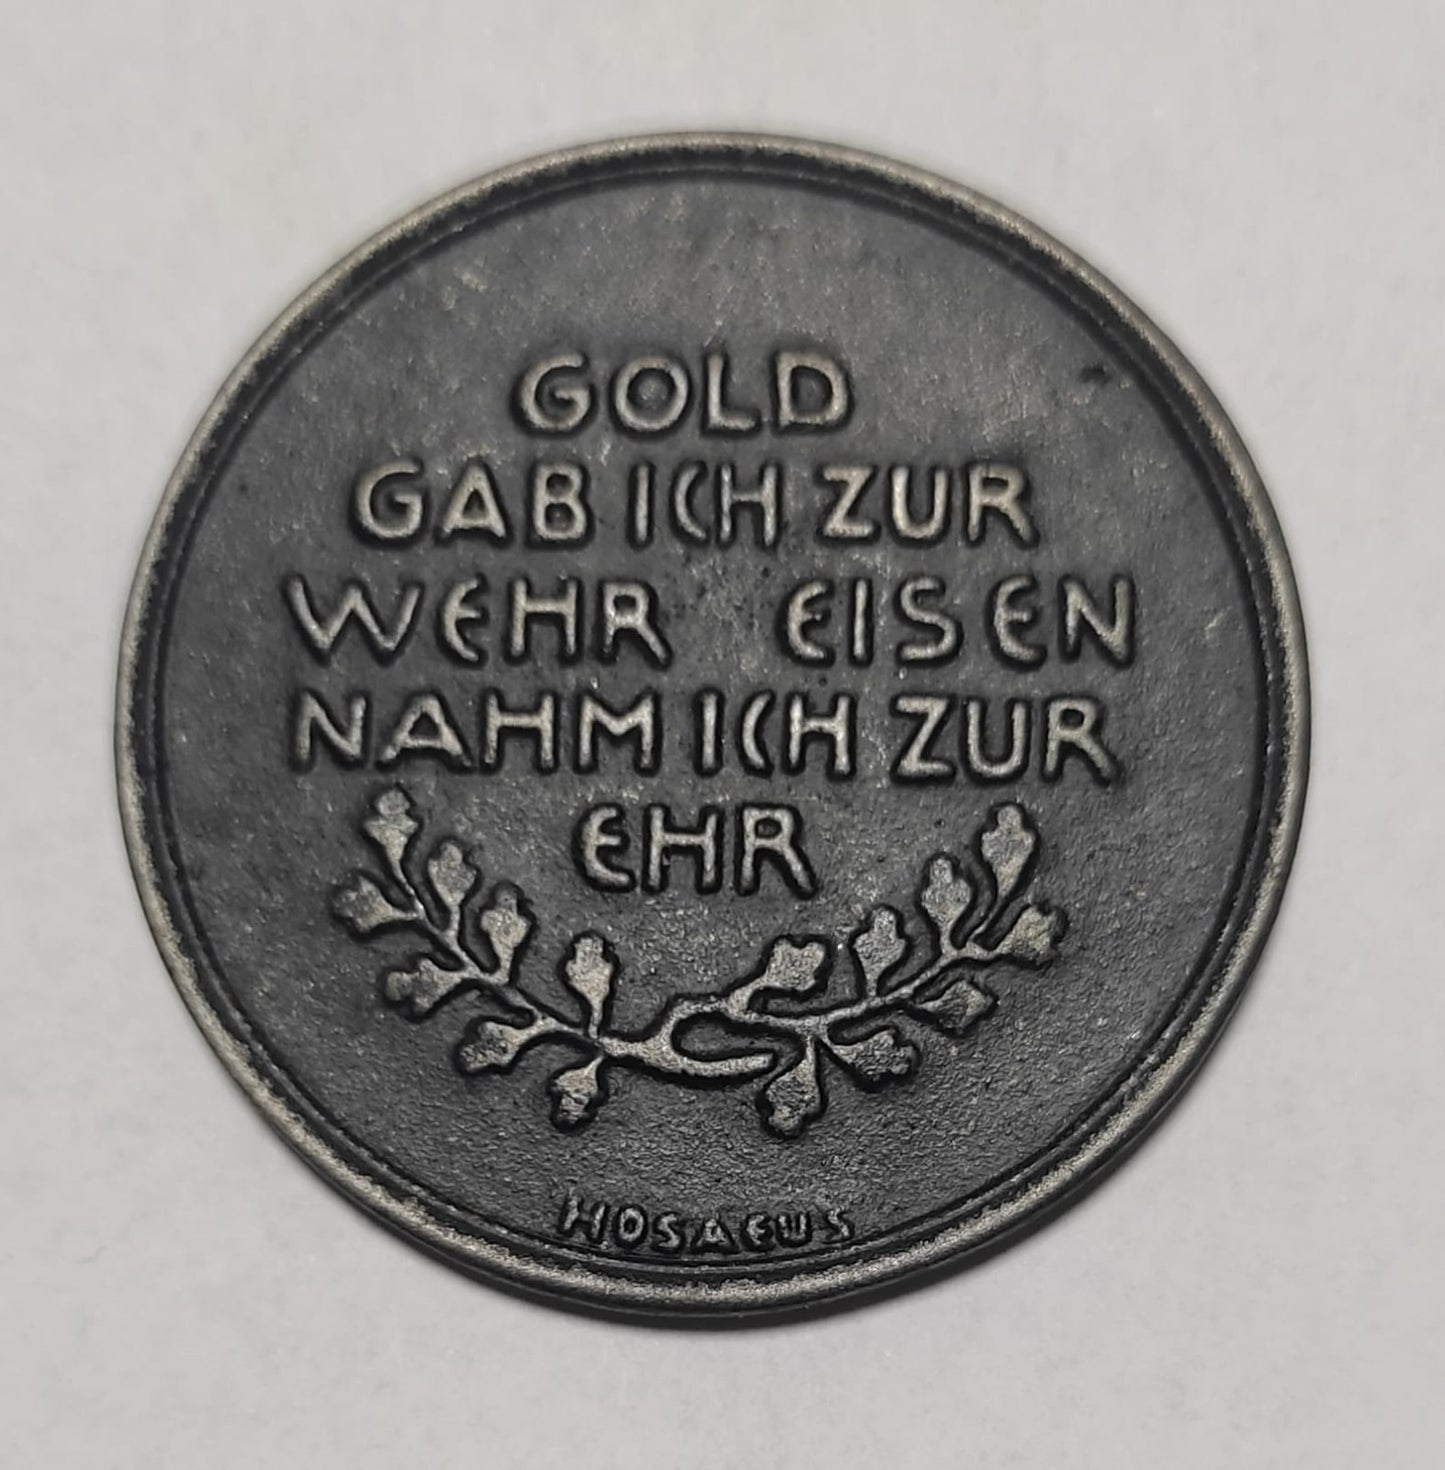 GOLD
GAB ICH ZUR
WEHR EISEN
NAHM ICH ZUR
EHR
HOSAEUS